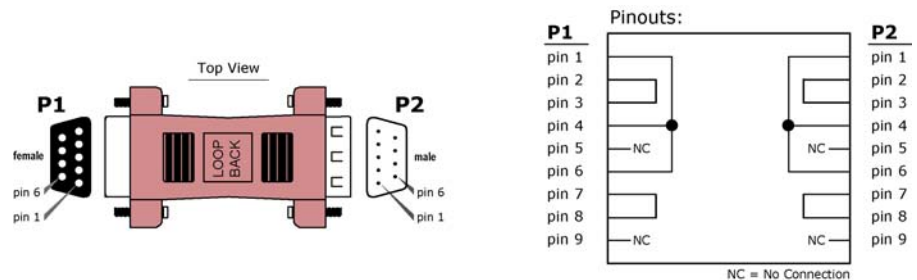 Top View
P1
P2
female
male
pin 6
pin 1
LOOP
BACK
pin 6
pin 1
Pinouts:
P1
P2
pin 1
pin 2
pin 3
pin 4
pin 5
pin 6
pin 7
pin 8
pin 9
NC
NC
NC
NC
pin 1
pin 2
pin 3
pin 4
pin 5
pin 6
pin 7
pin 8
pin 9
NC = No Connection